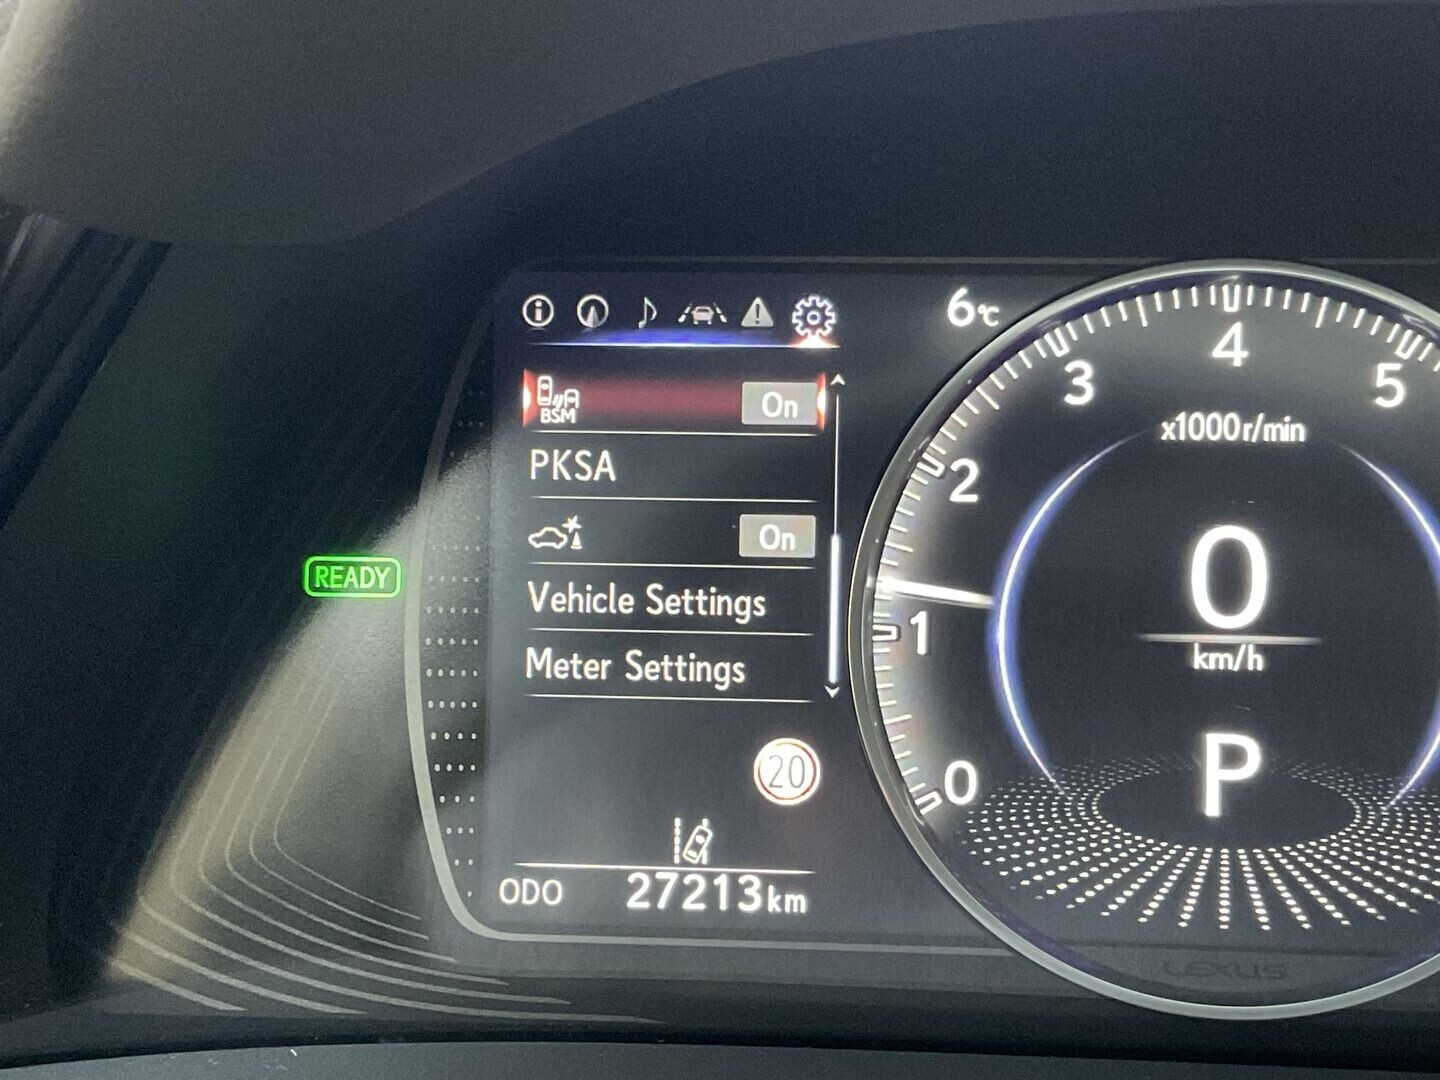 6°C
BSM On
PKSA
On
Vehicle Settings
Meter Settings
READY
20
ODO 27213km
0
1
2
3
4
5
x1000r/min
0
km/h
P
LEXUS